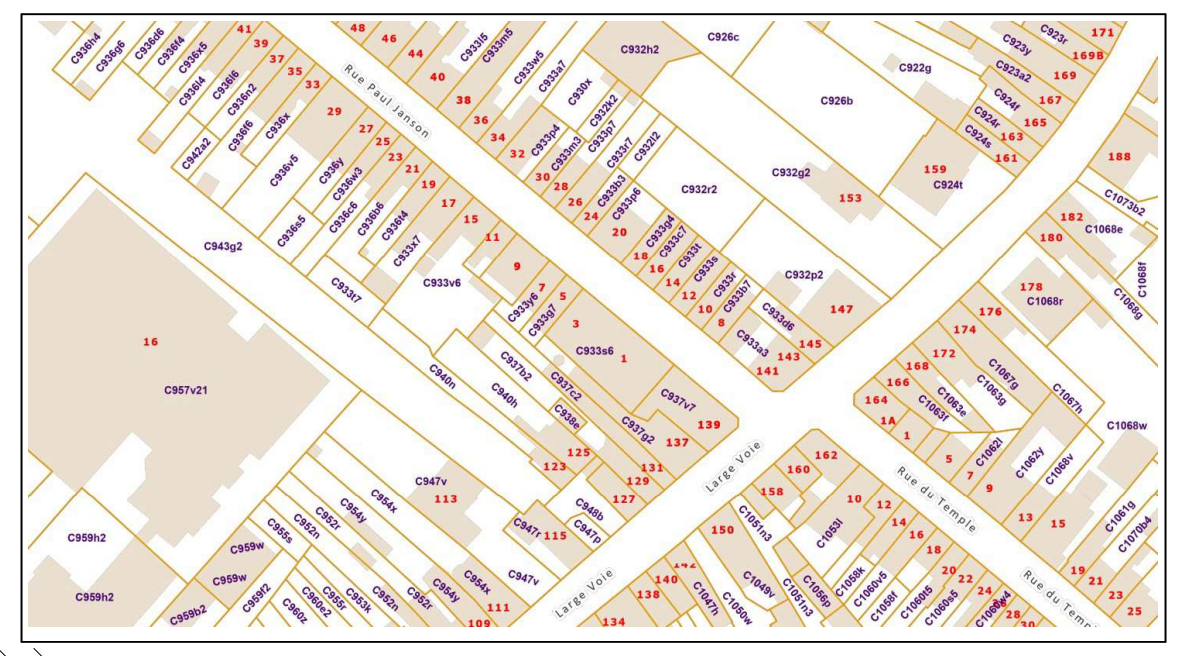 41
48
C926c
C923r
171
C936h4
C936g6
C936d6
C936f4
C936x5
39
46
C933l5
C933m5
C932h2
C923y
169B
37
44
C922g
C923a2
169
35
40
C933w5
C933a7
C930x
C926b
C924f
167
C936l4
C936l6
C936n2
33
Rue Paul Janson
38
C932k2
C924r
165
29
36
C933p7
C924s
163
C942a2
C936f6
C936x
27
34
C933p4
C933m3
C933r7
C932l2
161
188
25
32
C932g2
159
C936v5
C936y
C936w3
23
30
C924t
21
28
C933b3
C932r2
153
C1073b2
19
26
C933p6
C936s5
C936c6
C936b6
C936t4
17
24
182
C1068e
15
20
C933g4
C933c7
180
C943g2
C933x7
11
18
C933t
C933s
C1068f
9
16
C933r
C933b7
C932p2
178
C933t7
C933v6
7
14
C1068r
C1068g
C933y6
5
12
C933d6
147
176
C933g7
3
10
174
16
8
145
172
C933s6
1
C933a3
143
168
C1067g
C957v21
C937b2
141
166
C1063e
C1063g
C1067h
C940n
C940h
C937c2
164
C1063f
C937v7
1A
C938e
C937g2
139
1
C1068w
137
C1062l
125
Large Voie
162
5
C1062y
C1068v
123
131
160
7
Rue du Temple
C947v
129
158
9
113
127
10
12
C954x
C948b
C1051n3
13
15
C1061g
C954y
C947r
115
C947p
150
C1053l
14
C1070b4
C952r
16
C959h2
C952n
18
C955s
C959w
142
C959w
C947v
Large Voie
140
C1049v
C1058k
20
Rue du Temple
19
C959h2
C959f2
C955r
C953k
C952n
C954y
C954x
138
C1047h
C1056p
C1060v5
22
21
C959b2
C960z
C960e2
C952r
111
C1050w
C1051n3
C1058f
C1060t5
24
23
109
134
C1060s5
C1060w4
28
25
30